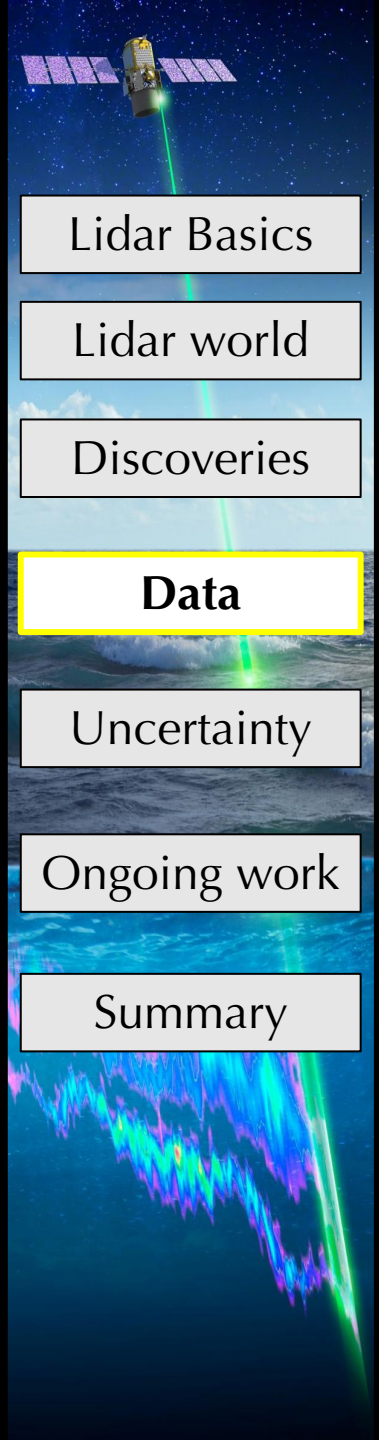 Lidar Basics
Lidar world
Discoveries
Data
Uncertainty
Ongoing work
Summary